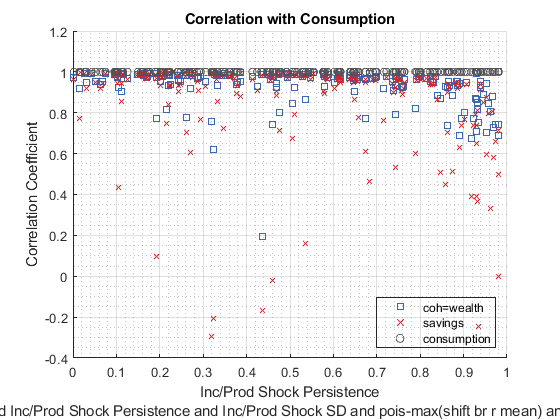 Correlation with Consumption
1.2
1
0.8
0.6
0.4
0.2
0
-0.2
-0.4
Correlation Coefficient
coh=wealth
savings
consumption
0 0.1 0.2 0.3 0.4 0.5 0.6 0.7 0.8 0.9 1
Inc/Prod Shock Persistence
d Inc/Prod Shock Persistence and Inc/Prod Shock SD and pois-max(shift br r mean) a